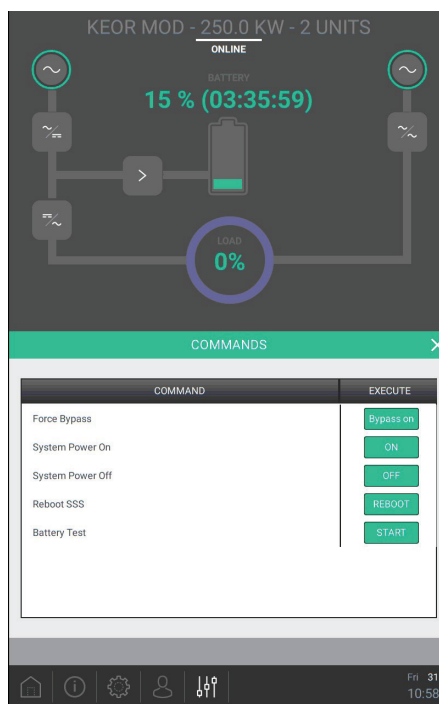 KEOR MOD - 250.0 KW - 2 UNITS
ONLINE
BATTERY
15 % (03:35:59)
LOAD
0%
COMMANDS
COMMAND EXECUTE
Force Bypass Bypass on
System Power On ON
System Power Off OFF
Reboot SSS REBOOT
Battery Test START
Fri 31
10:58